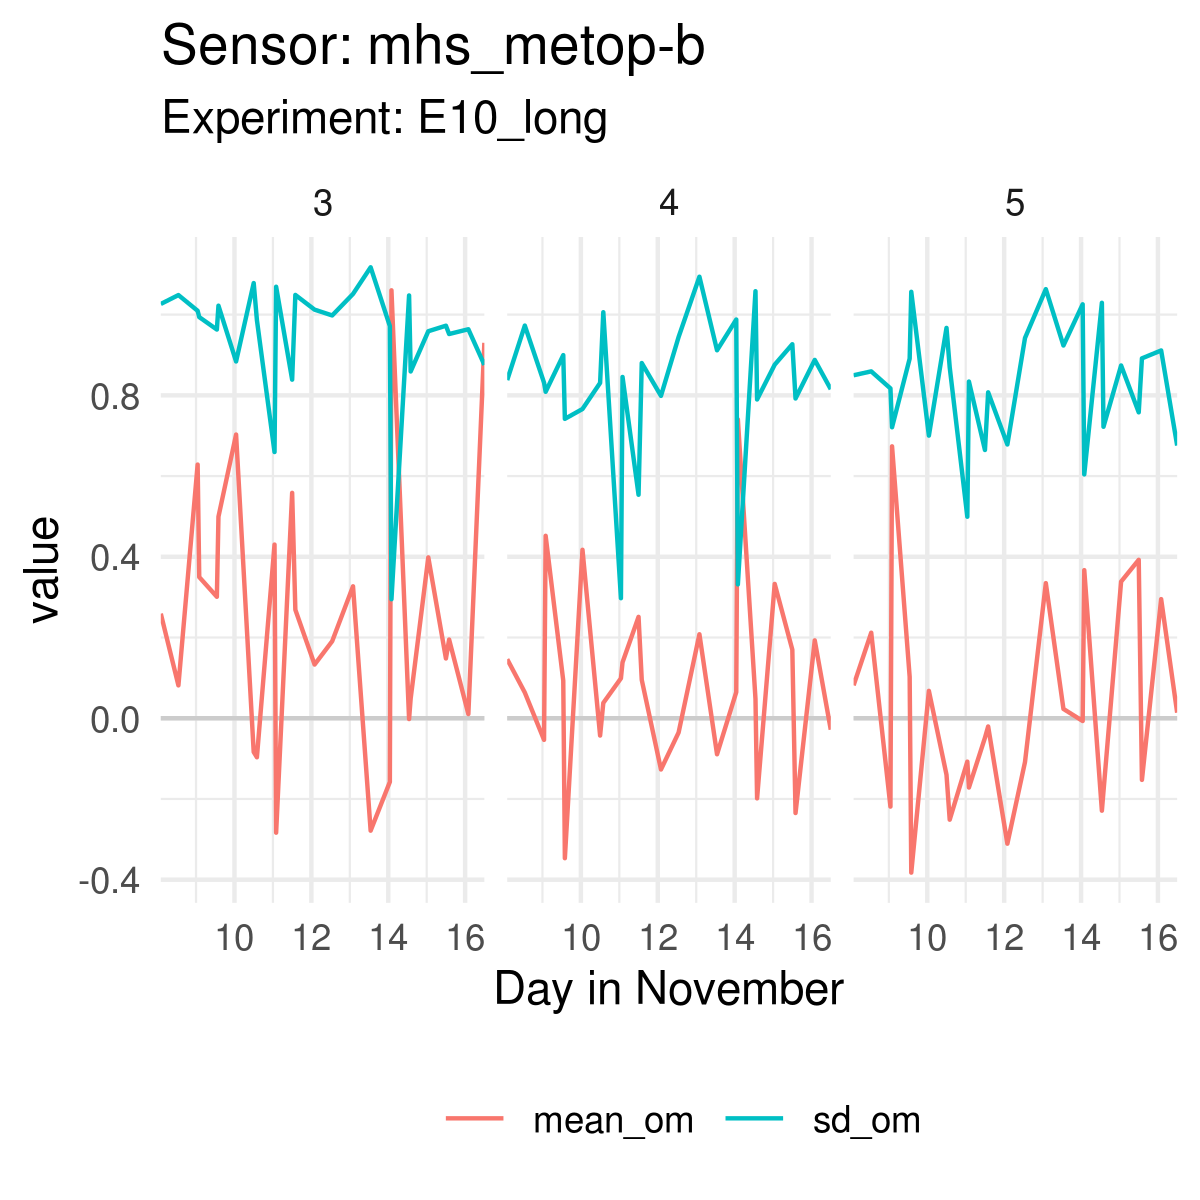 Sensor: mhs_metop-b
Experiment: E10_long
3 4 5
value
0.8
0.4
0.0
-0.4
10 12 14 16 10 12 14 16 10 12 14 16
Day in November
mean_om sd_om